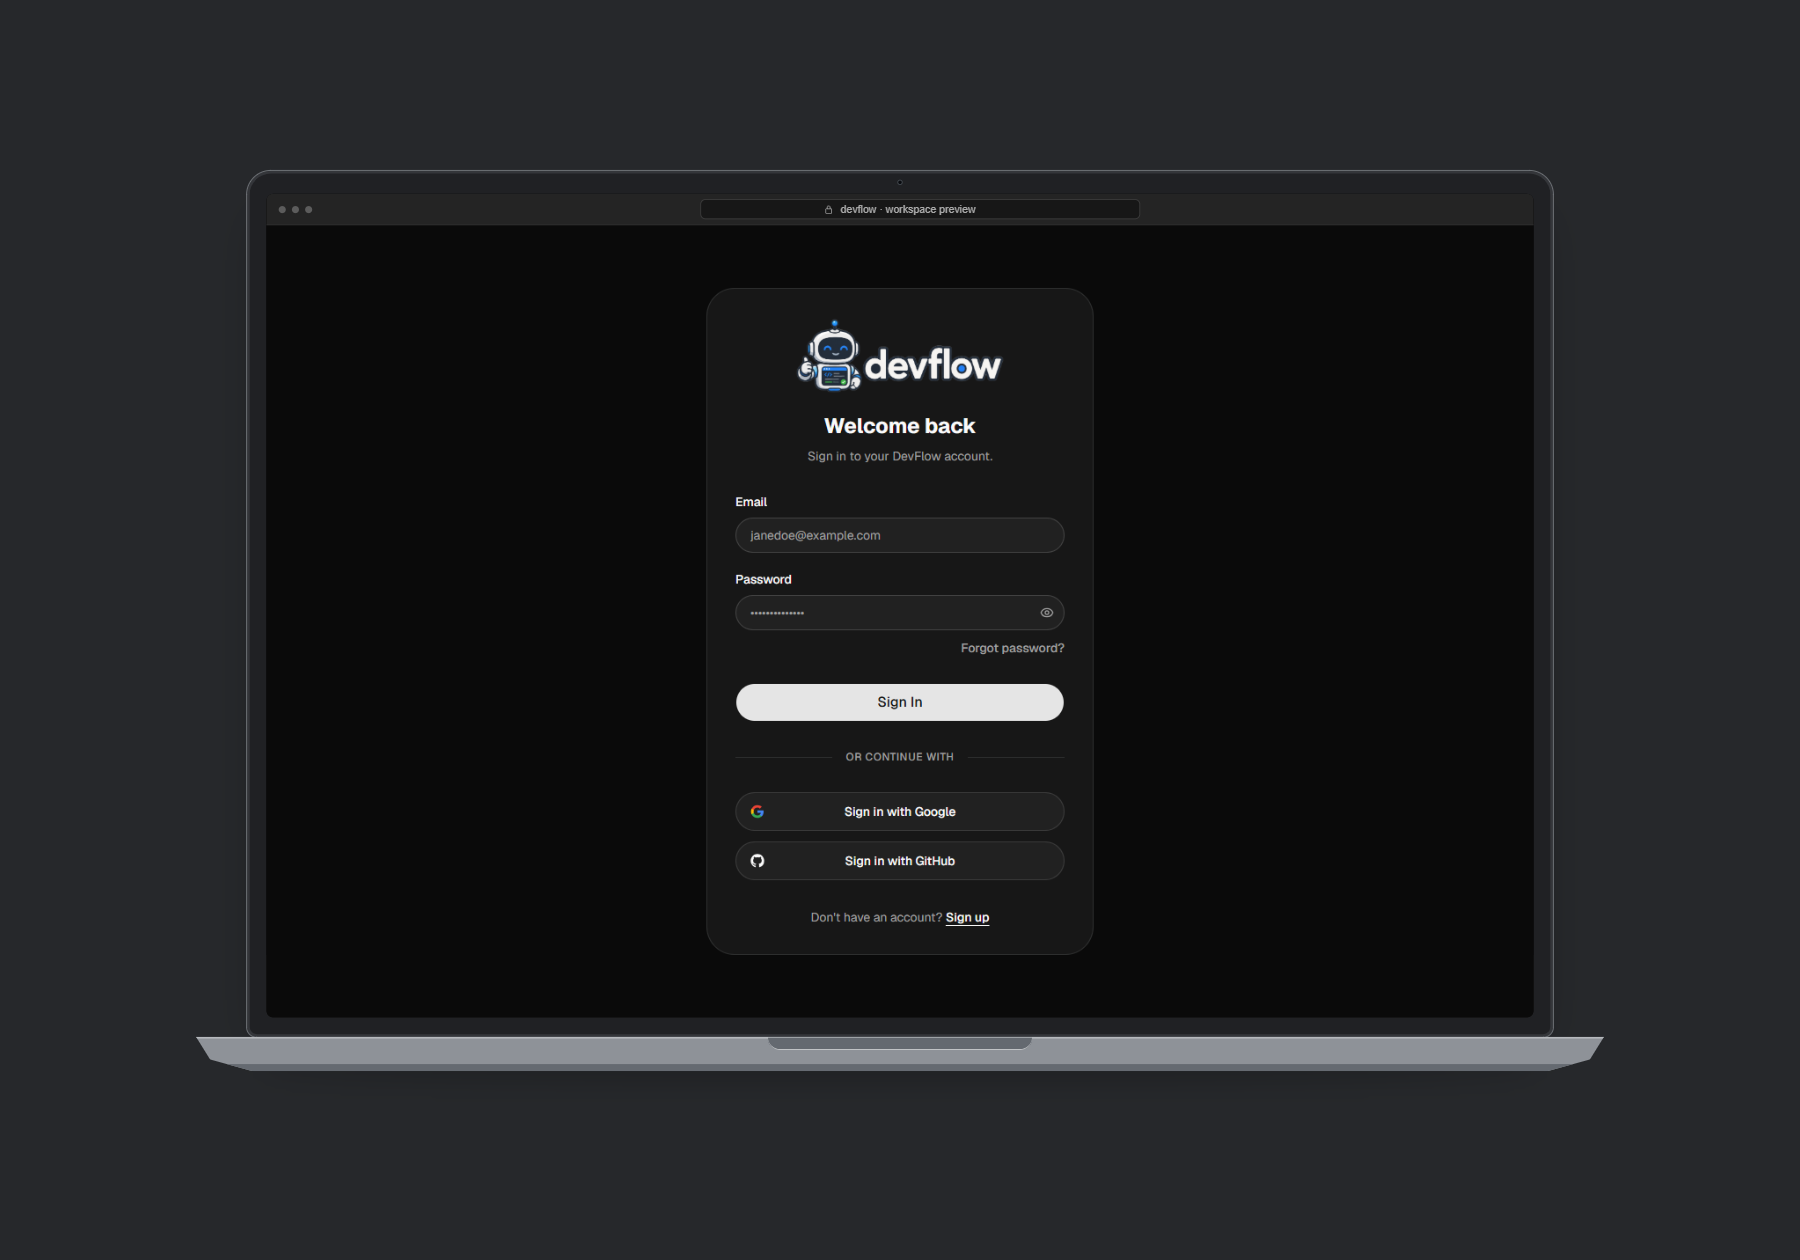 devflow · workspace preview
devflow
Welcome back
Sign in to your DevFlow account.
Email
janedoe@example.com
Password
••••••••••••••
Forgot password?
Sign In
OR CONTINUE WITH
Sign in with Google
Sign in with GitHub
Don't have an account? Sign up